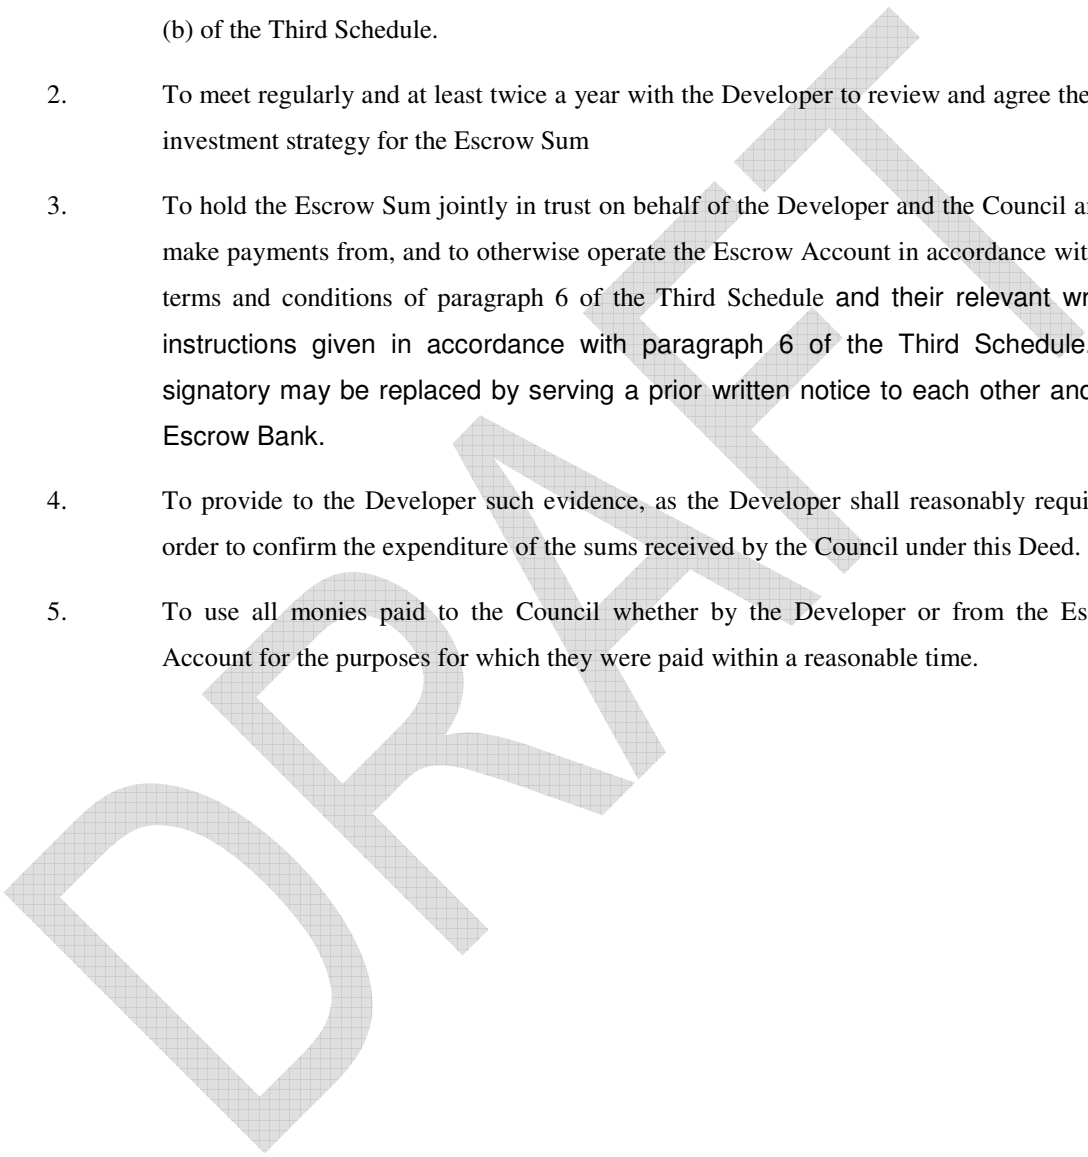 (b) of the Third Schedule.
2. To meet regularly and at least twice a year with the Developer to review and agree the
investment strategy for the Escrow Sum
3. To hold the Escrow Sum jointly in trust on behalf of the Developer and the Council
make payments from, and to otherwise operate the Escrow Account in accordance
terms and conditions of paragraph 6 of the Third Schedule and their relevant
instructions given in accordance with paragraph 6 of the Third Schedule.
signatory may be replaced by serving a prior written notice to each other
Escrow Bank.
4. To provide to the Developer such evidence, as the Developer shall reasonably
order to confirm the expenditure of the sums received by the Council under this Deed.
5. To use all monies paid to the Council whether by the Developer or from the
Account for the purposes for which they were paid within a reasonable time.
DRAFT